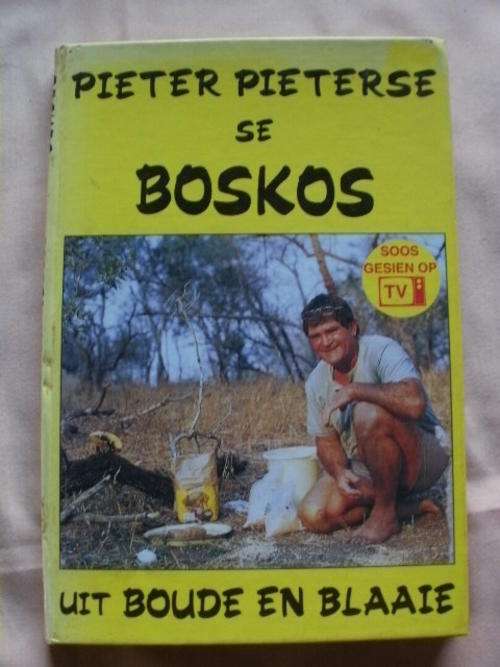 PIETER PIETERSE
SE
BOSKOS
SOOS
GESIEN OP
TV
UIT BOUDE EN BLAAIE